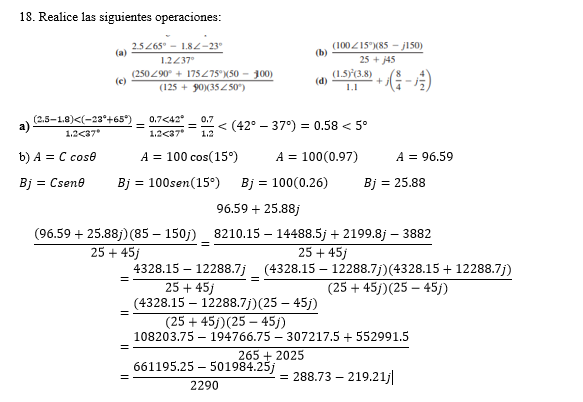 18. Realice las siguientes operaciones:
(a) 2.5∠65° − 1.8∠−23° / 1.2∠37°
(b) (100∠15°)(85 − j150) / 25 + j45
(c) (250∠90° + 175∠75°)(50 − j100) / (125 + j90)(35∠50°)
(d) (1.5)²(3.8) / 1.1 + j(8/4 − j4/2)
a) (2.5−1.8)<(−23°+65°) / 1.2<37° = 0.7<42° / 1.2<37° = 0.7 / 1.2 < (42° − 37°) = 0.58 < 5°
b) A = C cosθ A = 100 cos(15°) A = 100(0.97) A = 96.59
Bj = Csenθ Bj = 100sen(15°) Bj = 100(0.26) Bj = 25.88
96.59 + 25.88j
(96.59 + 25.88j)(85 − 150j) / 25 + 45j = 8210.15 − 14488.5j + 2199.8j − 3882 / 25 + 45j
= 4328.15 − 12288.7j / 25 + 45j = (4328.15 − 12288.7j)(4328.15 + 12288.7j) / (25 + 45j)(25 − 45j)
= (4328.15 − 12288.7j)(25 − 45j) / (25 + 45j)(25 − 45j)
= 108203.75 − 194766.75 − 307217.5 + 552991.5 / 265 + 2025
= 661195.25 − 501984.25j / 2290 = 288.73 − 219.21j